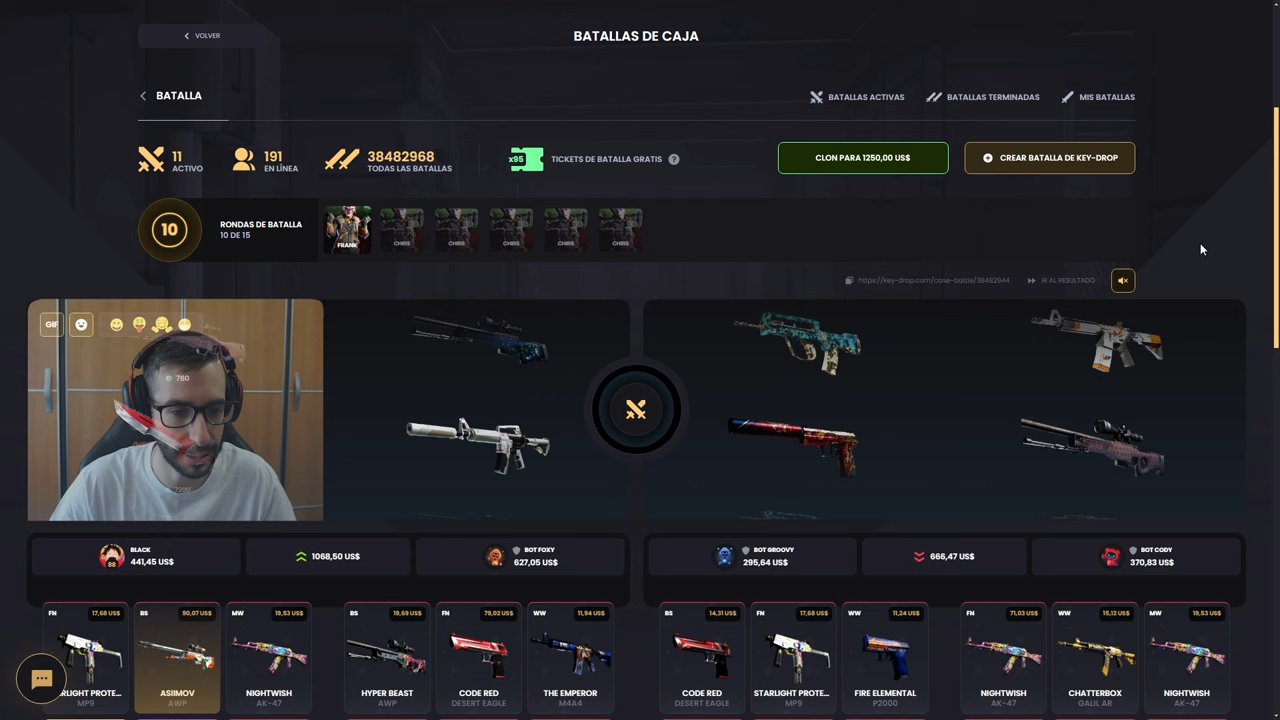 VOLVER
BATALLAS DE CAJA
BATALLA
BATALLAS ACTIVAS
BATALLAS TERMINADAS
MIS BATALLAS
11
ACTIVO
191
EN LÍNEA
38482968
TODAS LAS BATALLAS
x95
TICKETS DE BATALLA GRATIS
?
CLON PARA 1250,00 US$
CREAR BATALLA DE KEY-DROP
10
RONDAS DE BATALLA
10 DE 15
FRANK
CHRIS
CHRIS
CHRIS
CHRIS
CHRIS
https://key-drop.com/case-battle/38482944
IR AL RESULTADO
GIF
780
7200
BLACK
88
441,45 US$
1068,50 US$
BOT FOXY
627,05 US$
BOT GROOVY
295,64 US$
666,47 US$
BOT CODY
370,83 US$
FN 17,68 US$
BS 90,07 US$
MW 19,53 US$
BS 19,69 US$
FN 79,02 US$
WW 11,94 US$
BS 14,31 US$
FN 17,68 US$
WW 11,24 US$
FN 71,03 US$
WW 15,12 US$
MW 19,53 US$
RLIGHT PROTE...
ASIIMOV
NIGHTWISH
HYPER BEAST
CODE RED
THE EMPEROR
CODE RED
STARLIGHT PROTE...
FIRE ELEMENTAL
NIGHTWISH
CHATTERBOX
NIGHTWISH
MP9
AWP
AK-47
AWP
DESERT EAGLE
M4A4
DESERT EAGLE
MP9
P2000
AK-47
GALIL AR
AK-47